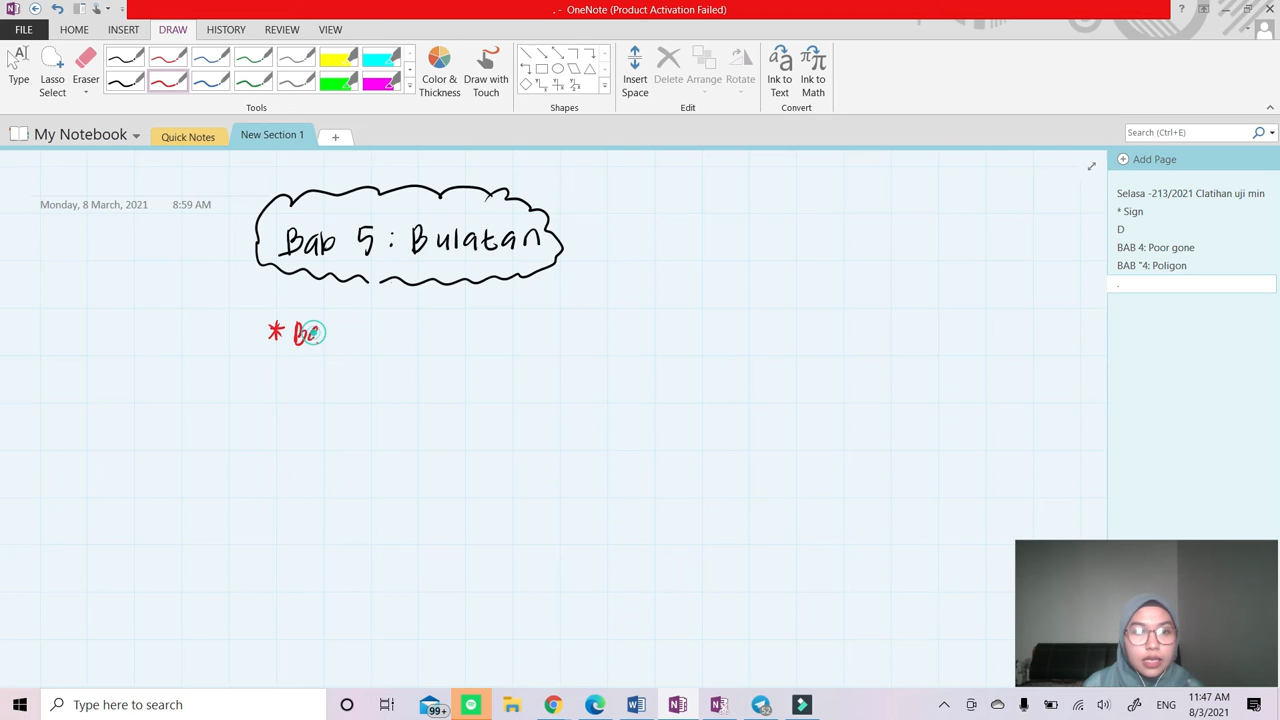 . - OneNote (Product Activation Failed)
?
FILE HOME INSERT DRAW HISTORY REVIEW VIEW
Type Lasso Select Eraser Color & Thickness Draw with Touch Insert Space Delete Arrange Rotate Ink to Text Ink to Math
Tools Shapes Edit Convert
My Notebook Quick Notes New Section 1 Search (Ctrl+E)
Add Page
Monday, 8 March, 2021 8:59 AM
Bab 5 : Bulatan
* Ba
Selasa -213/2021 Clatihan uji min
* Sign
D
BAB 4: Poor gone
BAB "4: Poligon
.
Type here to search
99+
52
ENG
11:47 AM
8/3/2021